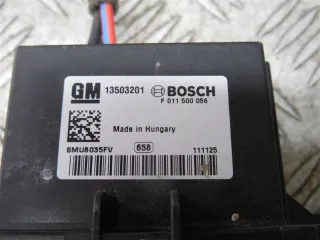 GM 13503201 BOSCH
F 011 500 056
Made in Hungary
6MU8035FV 658 111125